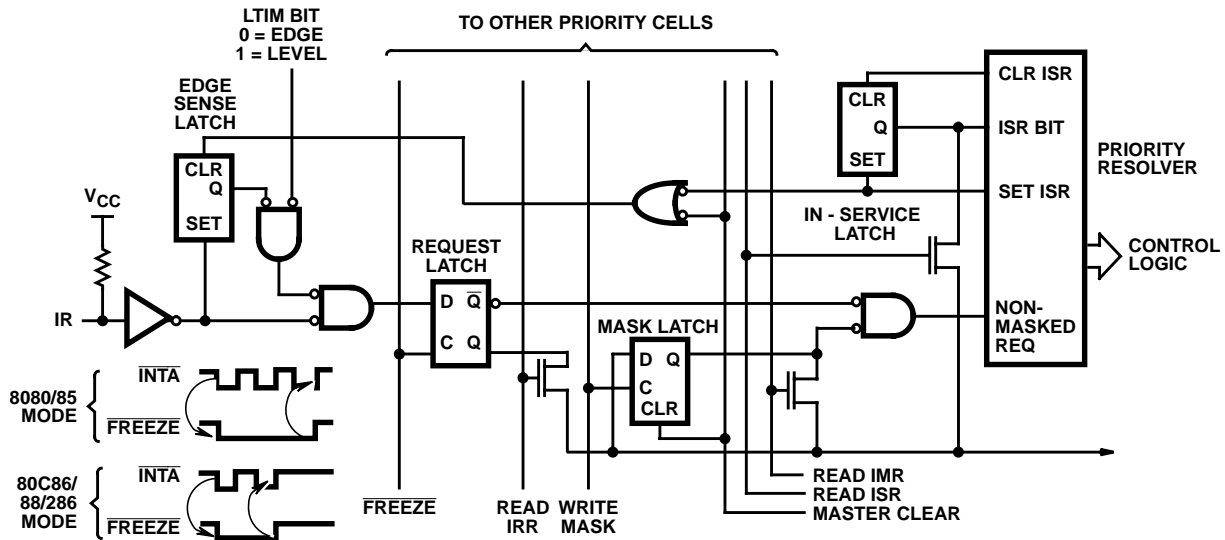 LTIM BIT
0 = EDGE
1 = LEVEL
TO OTHER PRIORITY CELLS
EDGE
SENSE
LATCH
CLR
Q
SET
VCC
IR
REQUEST
LATCH
D Q
C Q
MASK LATCH
D Q
C
CLR
CLR
Q
SET
IN - SERVICE
LATCH
CLR ISR
ISR BIT
SET ISR
NON-
MASKED
REQ
PRIORITY
RESOLVER
CONTROL
LOGIC
8080/85
MODE
INTA
FREEZE
80C86/
88/286
MODE
INTA
FREEZE
FREEZE
READ
IRR
WRITE
MASK
READ IMR
READ ISR
MASTER CLEAR